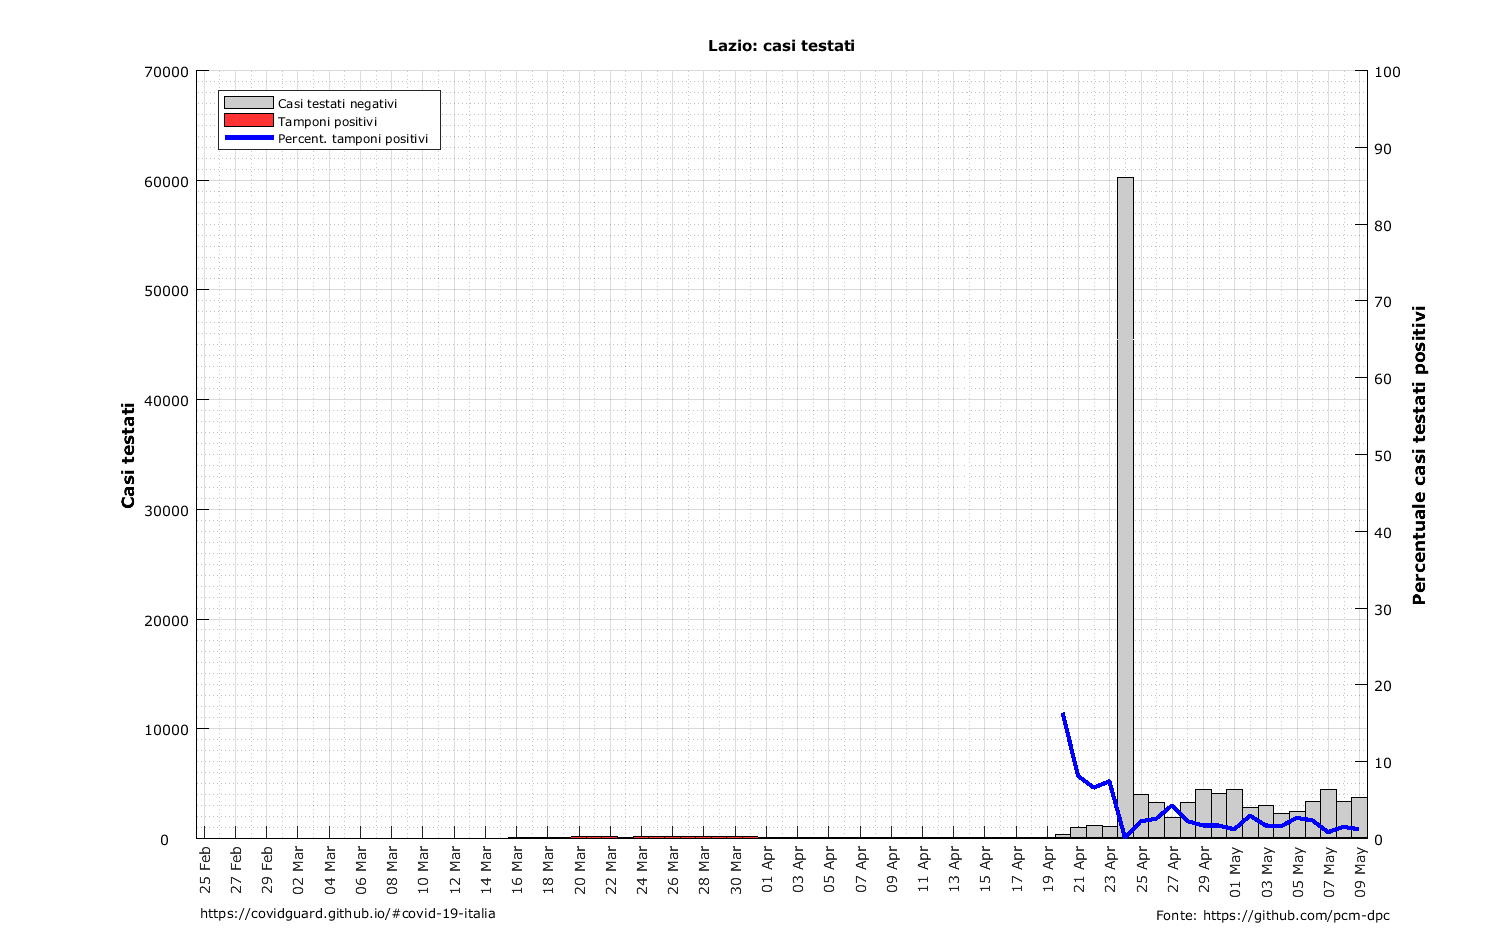 Lazio: casi testati
70000
60000
50000
40000
30000
20000
10000
0
100
90
80
70
60
50
40
30
20
10
0
Casi testati negativi
Tamponi positivi
Percent. tamponi positivi
Casi testati
Percentuale casi testati positivi
25 Feb
27 Feb
29 Feb
02 Mar
04 Mar
06 Mar
08 Mar
10 Mar
12 Mar
14 Mar
16 Mar
18 Mar
20 Mar
22 Mar
24 Mar
26 Mar
28 Mar
30 Mar
01 Apr
03 Apr
05 Apr
07 Apr
09 Apr
11 Apr
13 Apr
15 Apr
17 Apr
19 Apr
21 Apr
23 Apr
25 Apr
27 Apr
29 Apr
01 May
03 May
05 May
07 May
09 May
https://covidguard.github.io/#covid-19-italia
Fonte: https://github.com/pcm-dpc